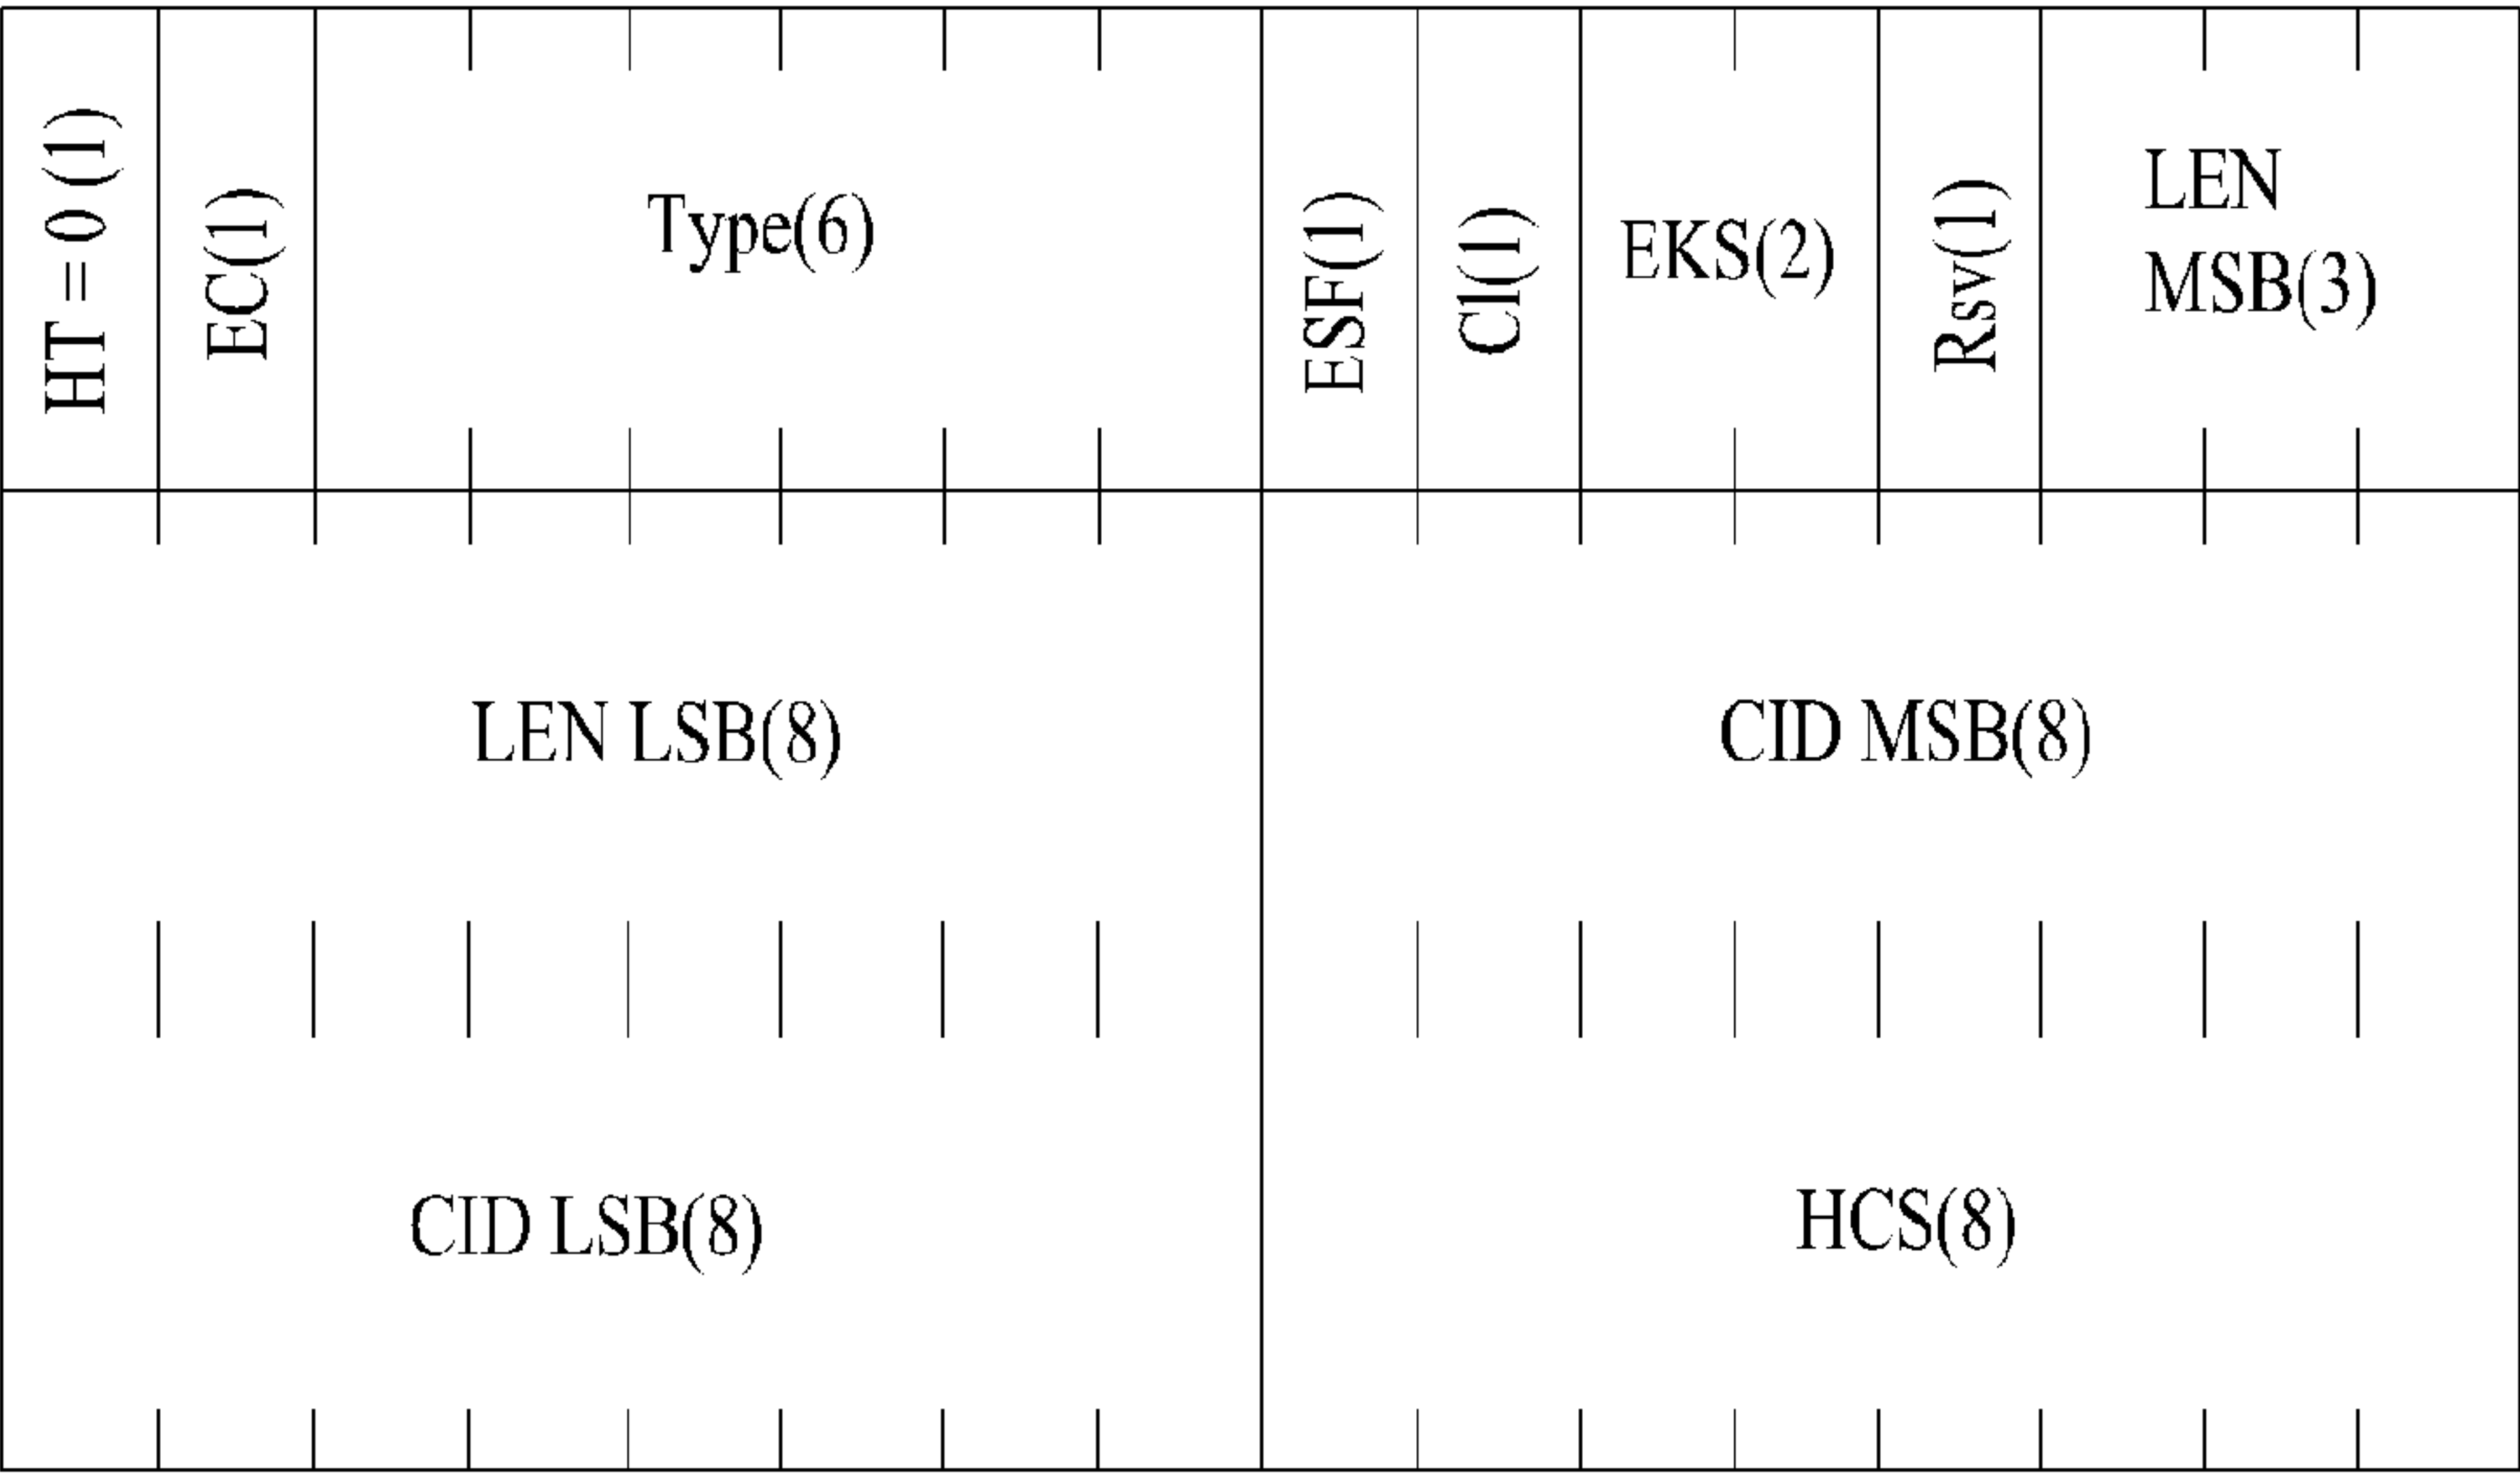 HT = 0 (1)
EC(1)
Type(6)
ESF(1)
CI(1)
EKS(2)
Rsv(1)
LEN
MSB(3)
LEN LSB(8)
CID MSB(8)
CID LSB(8)
HCS(8)